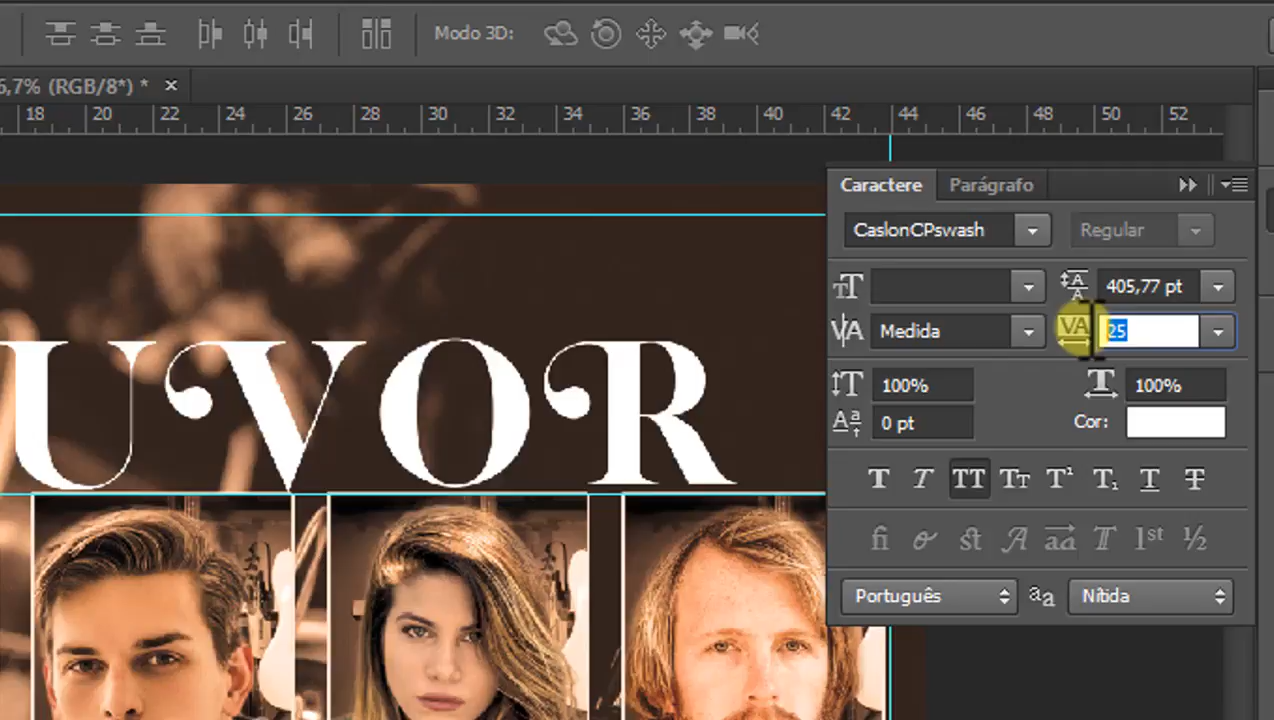 Modo 3D:
6,7% (RGB/8*) * ×
18 20 22 24 26 28 30 32 34 36 38 40 42 44 46 48 50 52
Caractere Parágrafo
CaslonCPswash Regular
405,77 pt
Medida 25
100% 100%
0 pt Cor:
UVOR
T T TT Tt T¹ T₁ T T
fi st A aa T 1st ½
Português aa Nítida